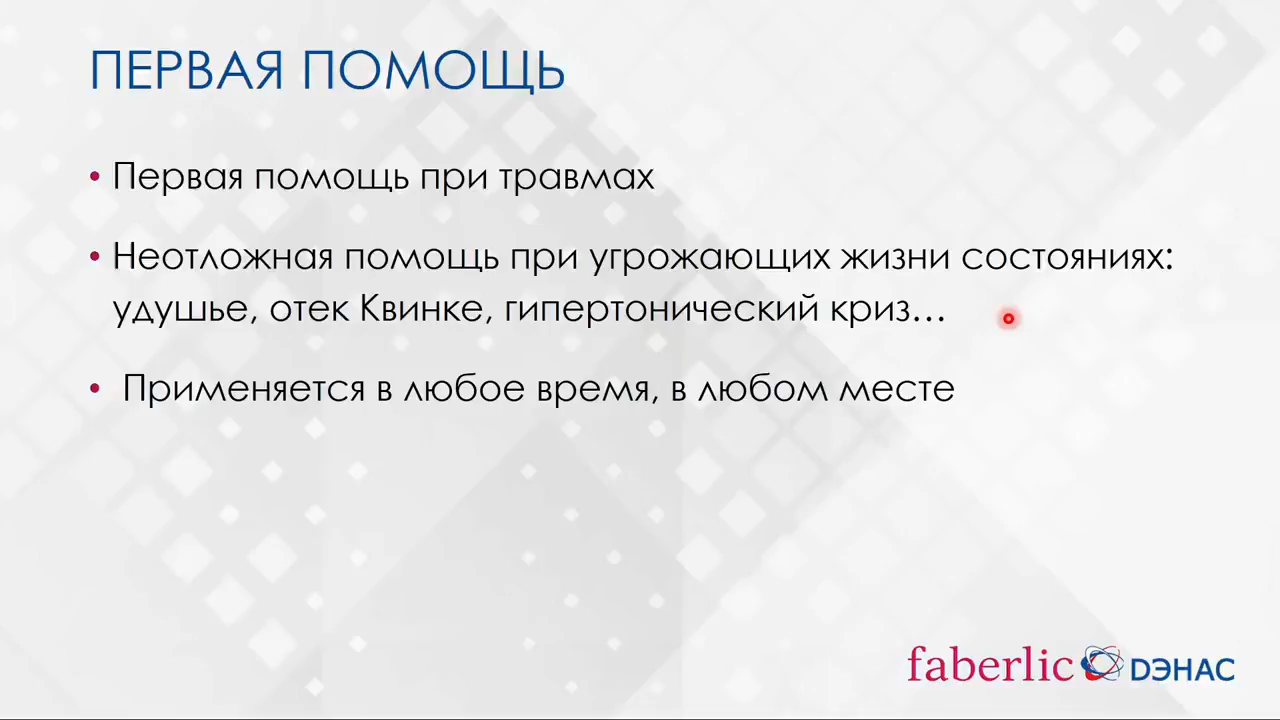 ПЕРВАЯ ПОМОЩЬ
• Первая помощь при травмах
• Неотложная помощь при угрожающих жизни состояниях:
удушье, отек Квинке, гипертонический криз...
• Применяется в любое время, в любом месте
faberlic ДЭНАС